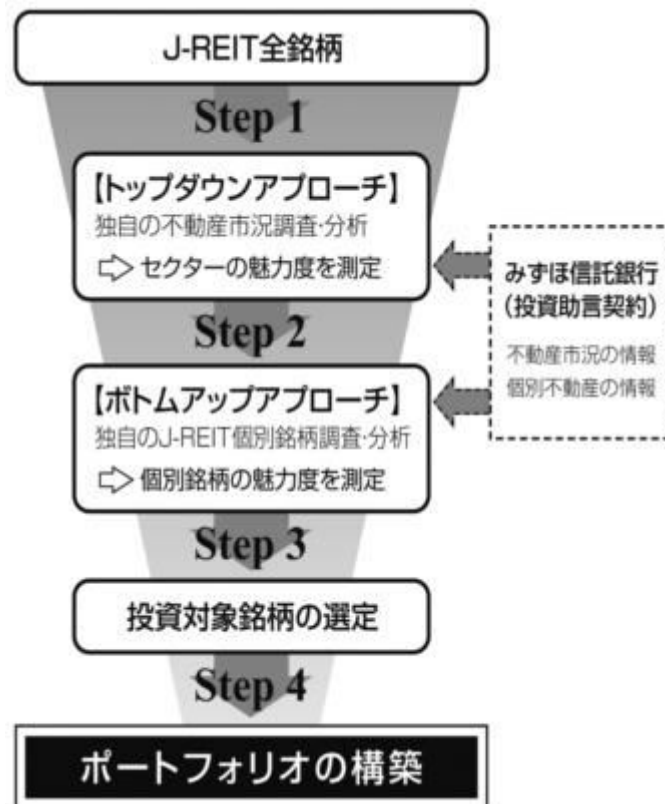 J-REIT全銘柄
Step 1
【トップダウンアプローチ】
独自の不動産市況調査・分析
⇨ セクターの魅力度を測定
Step 2
【ボトムアップアプローチ】
独自のJ-REIT個別銘柄調査・分析
⇨ 個別銘柄の魅力度を測定
みずほ信託銀行
(投資助言契約)
不動産市況の情報
個別不動産の情報
Step 3
投資対象銘柄の選定
Step 4
ポートフォリオの構築